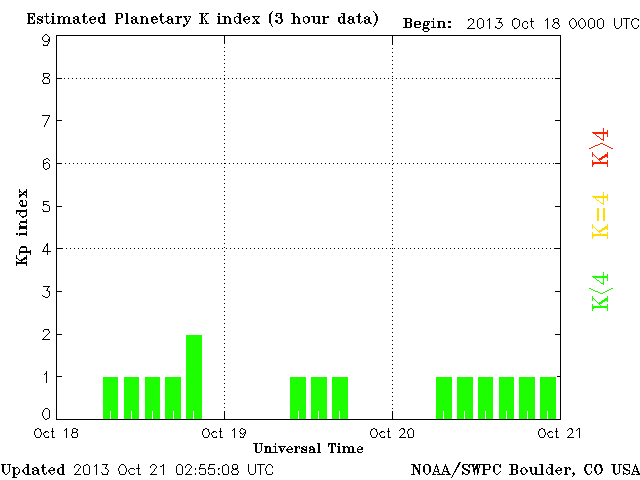 Estimated Planetary K index (3 hour data)
Begin: 2013 Oct 18 0000 UTC
9
8
7
6
5
4
3
2
1
0
Kp index
K>4
K=4
K<4
Oct 18
Oct 19
Oct 20
Oct 21
Universal Time
Updated 2013 Oct 21 02:55:08 UTC
NOAA/SWPC Boulder, CO USA